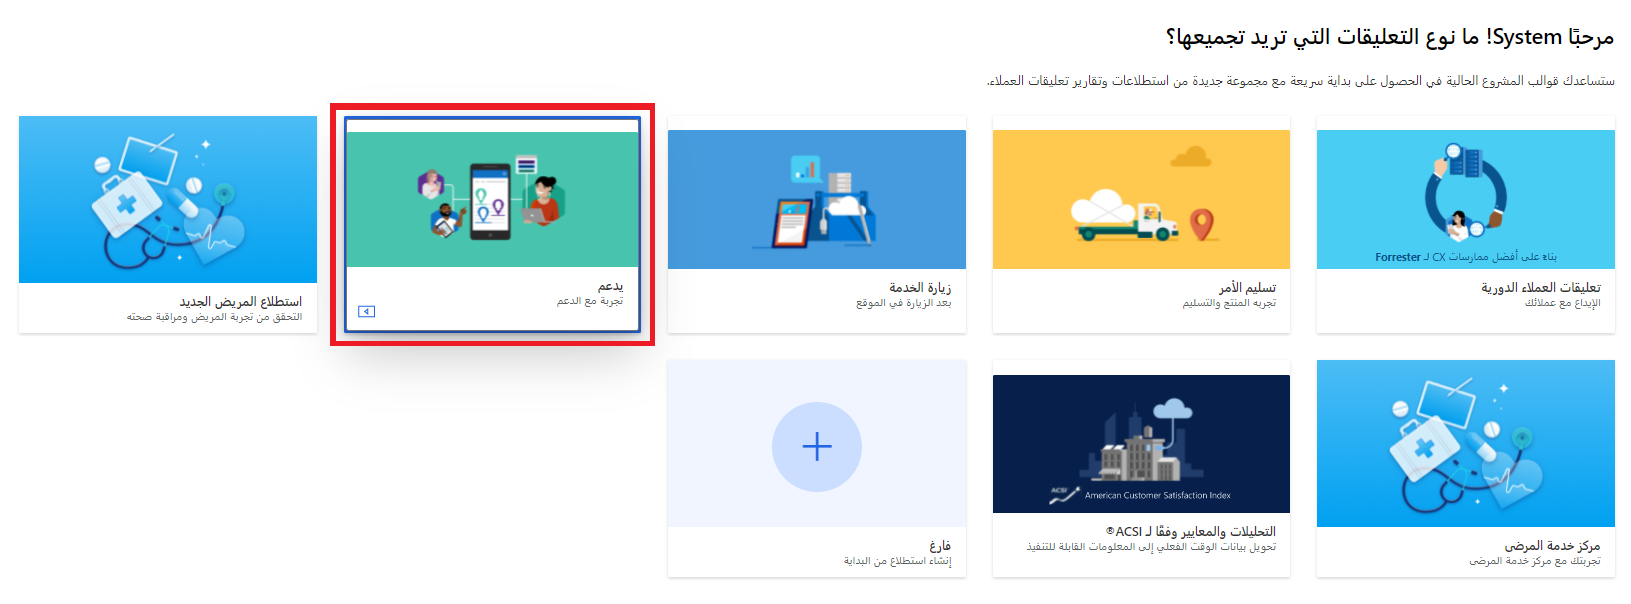 مرحبًا System! ما نوع التعليقات التي تريد تجميعها؟
ستساعدك قوالب المشروع الحالية في الحصول على بداية سريعة مع مجموعة جديدة من استطلاعات وتقارير تعليقات العملاء.
بناءً على أفضل ممارسات CX لـ Forrester
تعليقات العملاء الدورية
الإيداع مع عملائك
تسليم الأمر
تجربه المنتج والتسليم
زيارة الخدمة
بعد الزيارة في الموقع
يدعم
تجربة مع الدعم
استطلاع المريض الجديد
التحقق من تجربة المريض ومراقبة صحته
مركز خدمة المرضى
تجربتك مع مركز خدمة المرضى
ACSI American Customer Satisfaction Index
التحليلات والمعايير وفقًا لـ ACSI®
تحويل بيانات الوقت الفعلي إلى المعلومات القابلة للتنفيذ
فارغ
إنشاء استطلاع من البداية